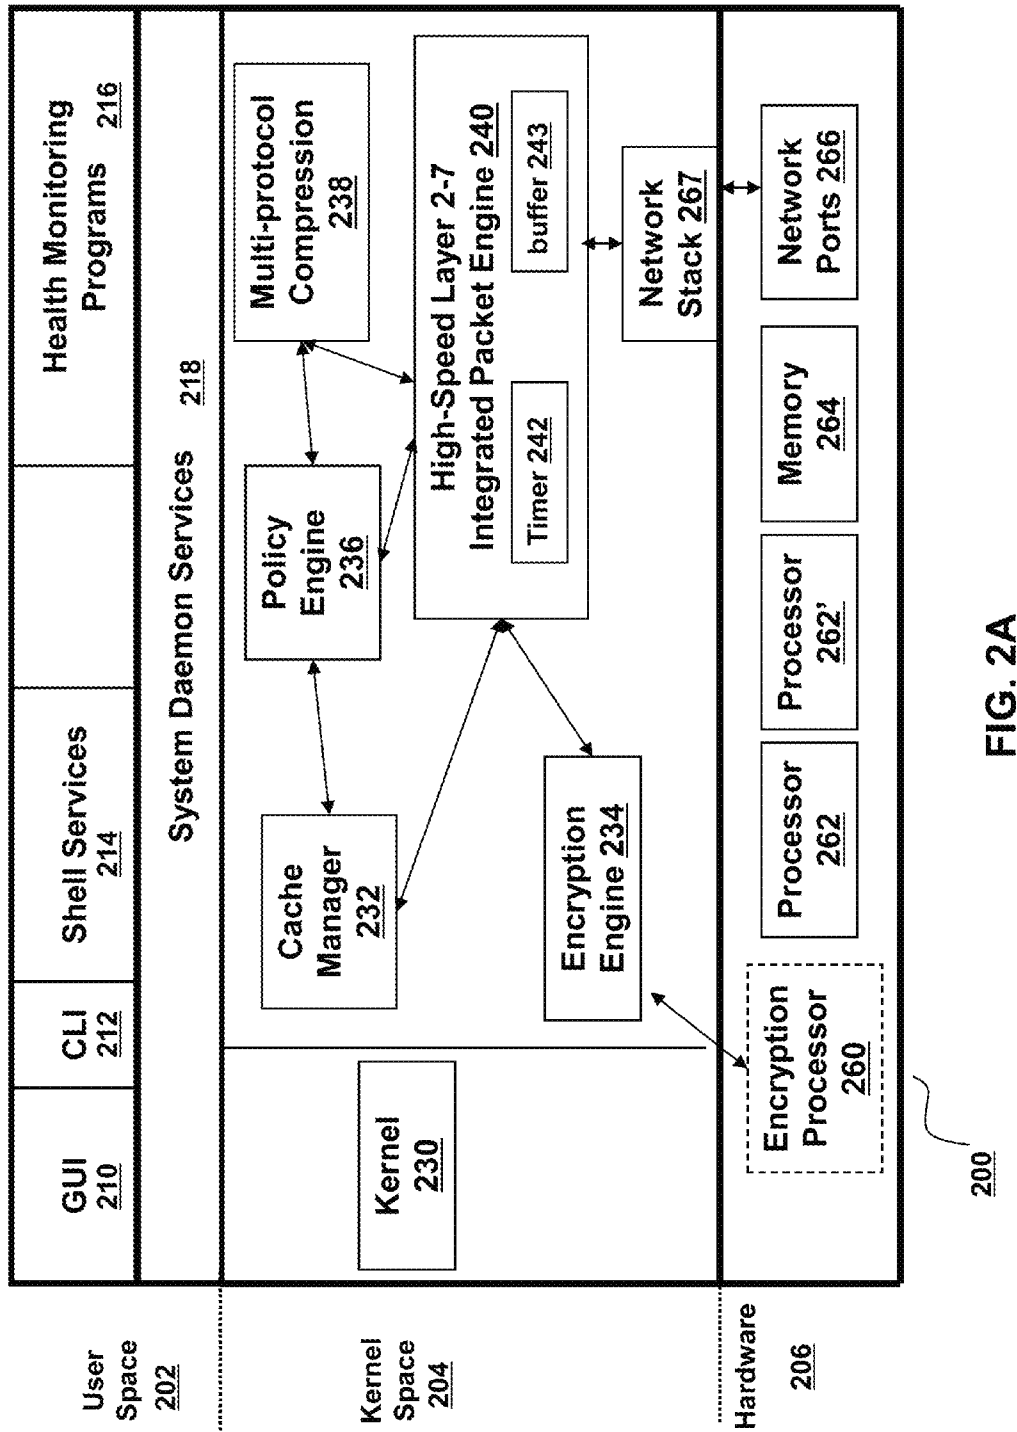 User
Space
202
GUI
210
CLI
212
Shell Services
214
Health Monitoring
Programs 216
System Daemon Services 218
Kernel
Space
204
Kernel
230
Cache
Manager
232
Policy
Engine
236
Multi-protocol
Compression
238
High-Speed Layer 2-7
Integrated Packet Engine 240
Timer 242
buffer 243
Encryption
Engine 234
Network
Stack 267
Hardware
206
Encryption
Processor
260
Processor
262
Processor
262'
Memory
264
Network
Ports 266
200
FIG. 2A